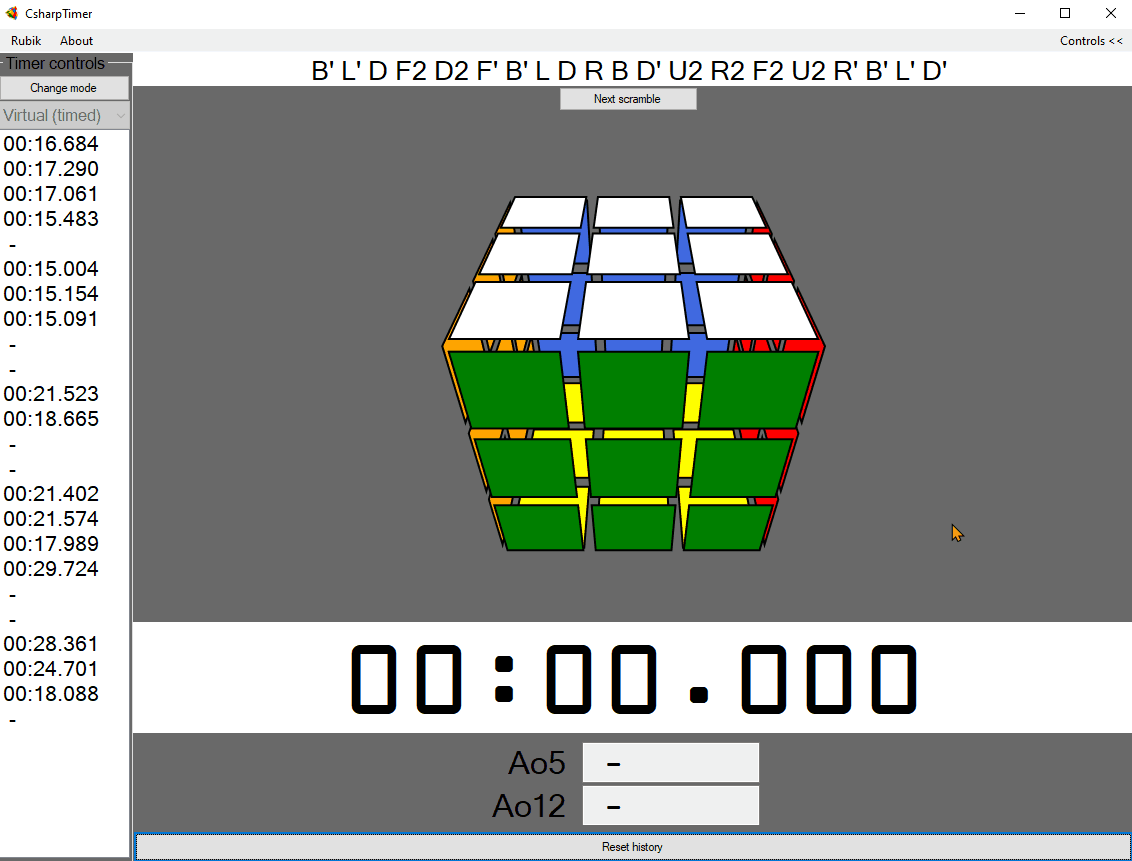 CsharpTimer
Rubik About Controls <<
Timer controls
B' L' D F2 D2 F' B' L D R B D' U2 R2 F2 U2 R' B' L' D'
Change mode
Next scramble
Virtual (timed)
00:16.684
00:17.290
00:17.061
00:15.483
-
00:15.004
00:15.154
00:15.091
-
-
00:21.523
00:18.665
-
-
00:21.402
00:21.574
00:17.989
00:29.724
-
-
00:28.361
00:24.701
00:18.088
-
00:00.000
Ao5 -
Ao12 -
Reset history